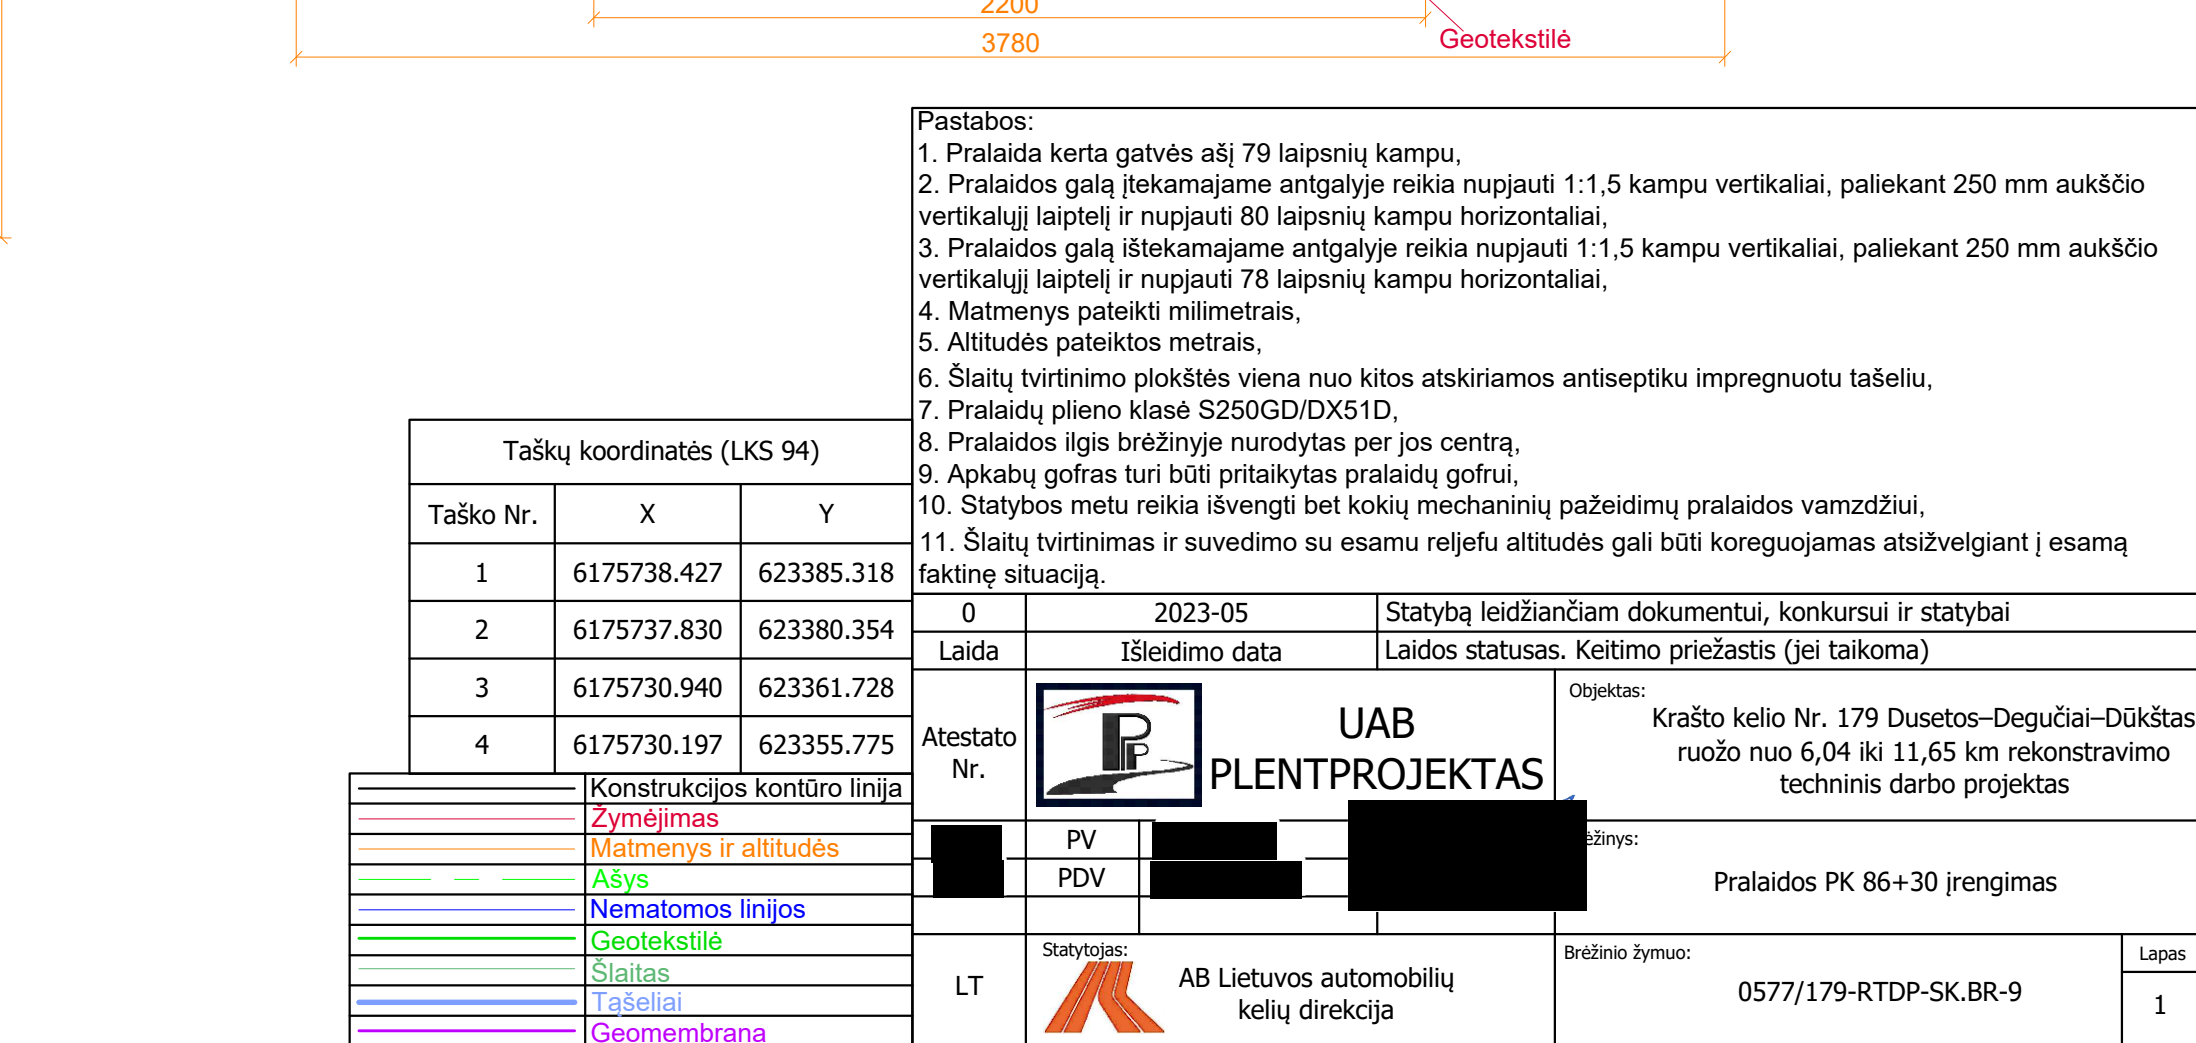 2200
3780
Geotekstilė
Pastabos:
1. Pralaida kerta gatvės ašį 79 laipsnių kampu,
2. Pralaidos galą įtekamajame antgalyje reikia nupjauti 1:1,5 kampu vertikaliai, paliekant 250 mm aukščio
vertikalųjį laiptelį ir nupjauti 80 laipsnių kampu horizontaliai,
3. Pralaidos galą ištekamajame antgalyje reikia nupjauti 1:1,5 kampu vertikaliai, paliekant 250 mm aukščio
vertikalųjį laiptelį ir nupjauti 78 laipsnių kampu horizontaliai,
4. Matmenys pateikti milimetrais,
5. Altitudės pateiktos metrais,
6. Šlaitų tvirtinimo plokštės viena nuo kitos atskiriamos antiseptiku impregnuotu tašeliu,
7. Pralaidų plieno klasė S250GD/DX51D,
8. Pralaidos ilgis brėžinyje nurodytas per jos centrą,
9. Apkabų gofras turi būti pritaikytas pralaidų gofrui,
10. Statybos metu reikia išvengti bet kokių mechaninių pažeidimų pralaidos vamzdžiui,
11. Šlaitų tvirtinimas ir suvedimo su esamu reljefu altitudės gali būti koreguojamas atsižvelgiant į esamą
faktinę situaciją.
Taškų koordinatės (LKS 94)
Taško Nr. X Y
1 6175738.427 623385.318
2 6175737.830 623380.354
3 6175730.940 623361.728
4 6175730.197 623355.775
Konstrukcijos kontūro linija
Žymėjimas
Matmenys ir altitudės
Ašys
Nematomos linijos
Geotekstilė
Šlaitas
Tąšeliai
Geomembrana
0 2023-05 Statybą leidžiančiam dokumentui, konkursui ir statybai
Laida Išleidimo data Laidos statusas. Keitimo priežastis (jei taikoma)
Atestato
Nr.
PP
UAB
PLENTPROJEKTAS
Objektas:
Krašto kelio Nr. 179 Dusetos–Degučiai–Dūkštas
ruožo nuo 6,04 iki 11,65 km rekonstravimo
techninis darbo projektas
PV
PDV
ėžinys:
Pralaidos PK 86+30 įrengimas
LT
Statytojas:
AB Lietuvos automobilių
kelių direkcija
Brėžinio žymuo:
0577/179-RTDP-SK.BR-9
Lapas
1